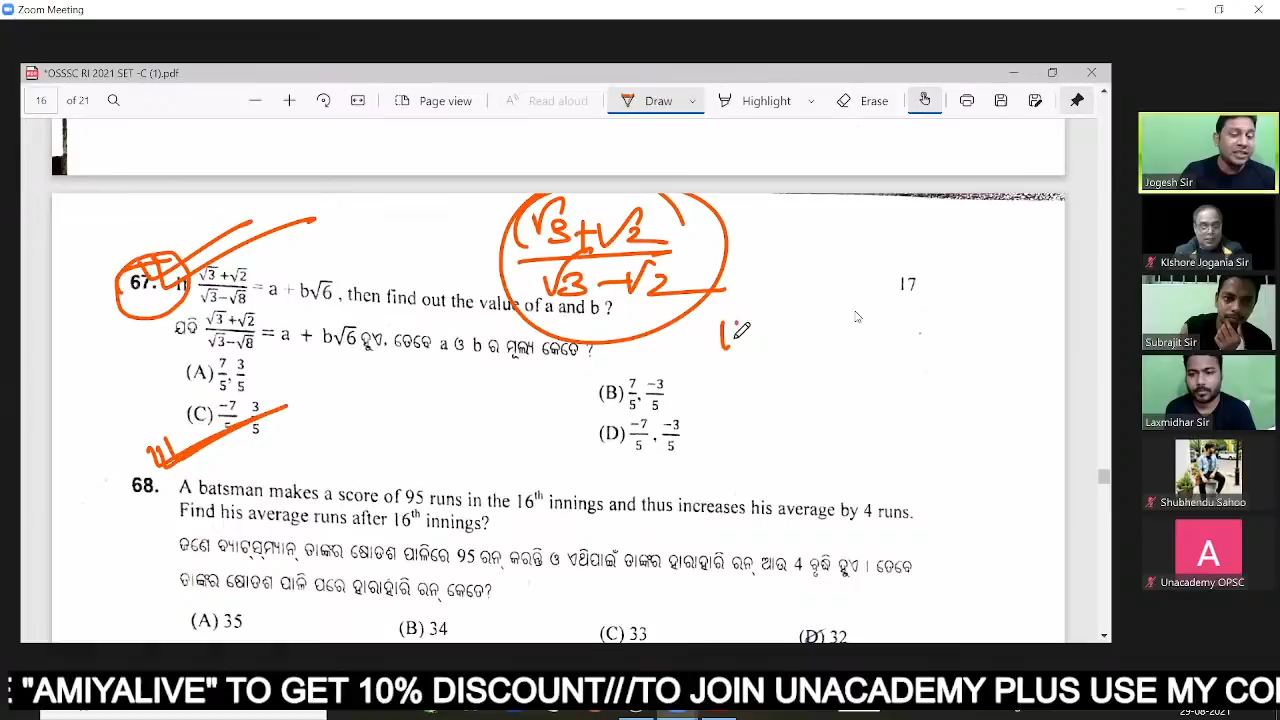 Zoom Meeting
*OSSSC RI 2021 SET -C (1).pdf
16 of 21
Page view
Read aloud
Draw
Highlight
Erase
(√3+√2)
√3-√2
17
67. If √3+√2 / √3-√8 = a + b√6, then find out the value of a and b ?
ଯଦି √3+√2 / √3-√8 = a + b√6 ହୁଏ, ତେବେ a ଓ b ର ମୂଲ୍ୟ କେତେ ?
(A) 7/5, 3/5
(B) 7/5, -3/5
(C) -7/5 3/5
(D) -7/5, -3/5
68. A batsman makes a score of 95 runs in the 16th innings and thus increases his average by 4 runs.
Find his average runs after 16th innings?
ଜଣେ ବ୍ୟାଟ୍ସମ୍ୟାନ୍ ତାଙ୍କର ଷୋଡଶ ପାଳିରେ 95 ରନ୍ କରନ୍ତି ଓ ଏଥିପାଇଁ ତାଙ୍କର ହାରାହାରି ରନ୍ ଆଉ 4 ବୃଦ୍ଧି ହୁଏ । ତେବେ
ତାଙ୍କର ଷୋଡଶ ପାଳି ପରେ ହାରାହାରି ରନ୍ କେତେ?
(A) 35
(B) 34
(C) 33
(D) 32
Jogesh Sir
KIshore Jogania Sir
Subrajit Sir
Laxmidhar Sir
Shubhendu Sahoo
A
Unacademy OPSC
"AMIYALIVE" TO GET 10% DISCOUNT///TO JOIN UNACADEMY PLUS USE MY CO
29-08-2021